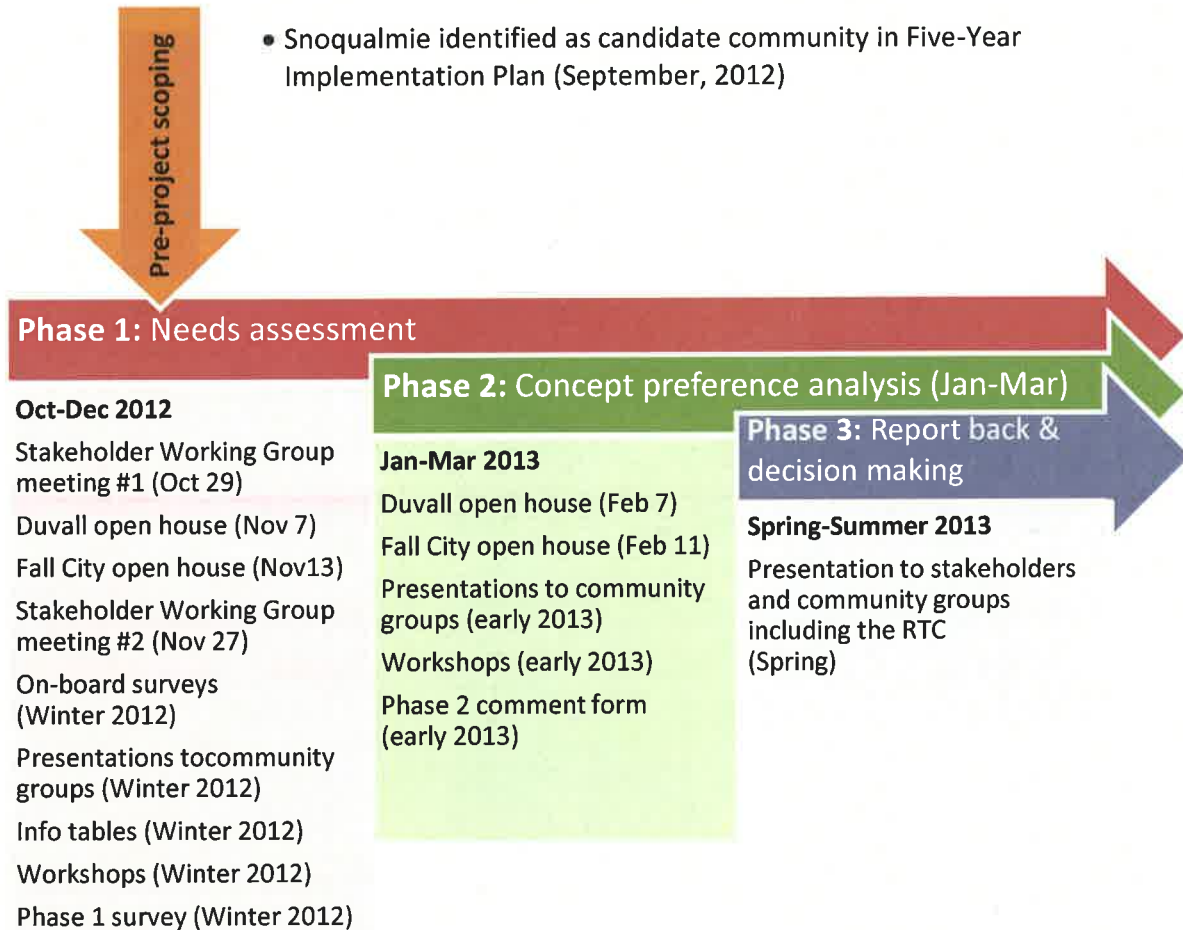 Pre-project scoping
• Snoqualmie identified as candidate community in Five-Year
Implementation Plan (September, 2012)
Phase 1: Needs assessment
Oct-Dec 2012
Stakeholder Working Group
meeting #1 (Oct 29)
Duvall open house (Nov 7)
Fall City open house (Nov13)
Stakeholder Working Group
meeting #2 (Nov 27)
On-board surveys
(Winter 2012)
Presentations tocommunity
groups (Winter 2012)
Info tables (Winter 2012)
Workshops (Winter 2012)
Phase 1 survey (Winter 2012)
Phase 2: Concept preference analysis (Jan-Mar)
Jan-Mar 2013
Duvall open house (Feb 7)
Fall City open house (Feb 11)
Presentations to community
groups (early 2013)
Workshops (early 2013)
Phase 2 comment form
(early 2013)
Phase 3: Report back &
decision making
Spring-Summer 2013
Presentation to stakeholders
and community groups
including the RTC
(Spring)